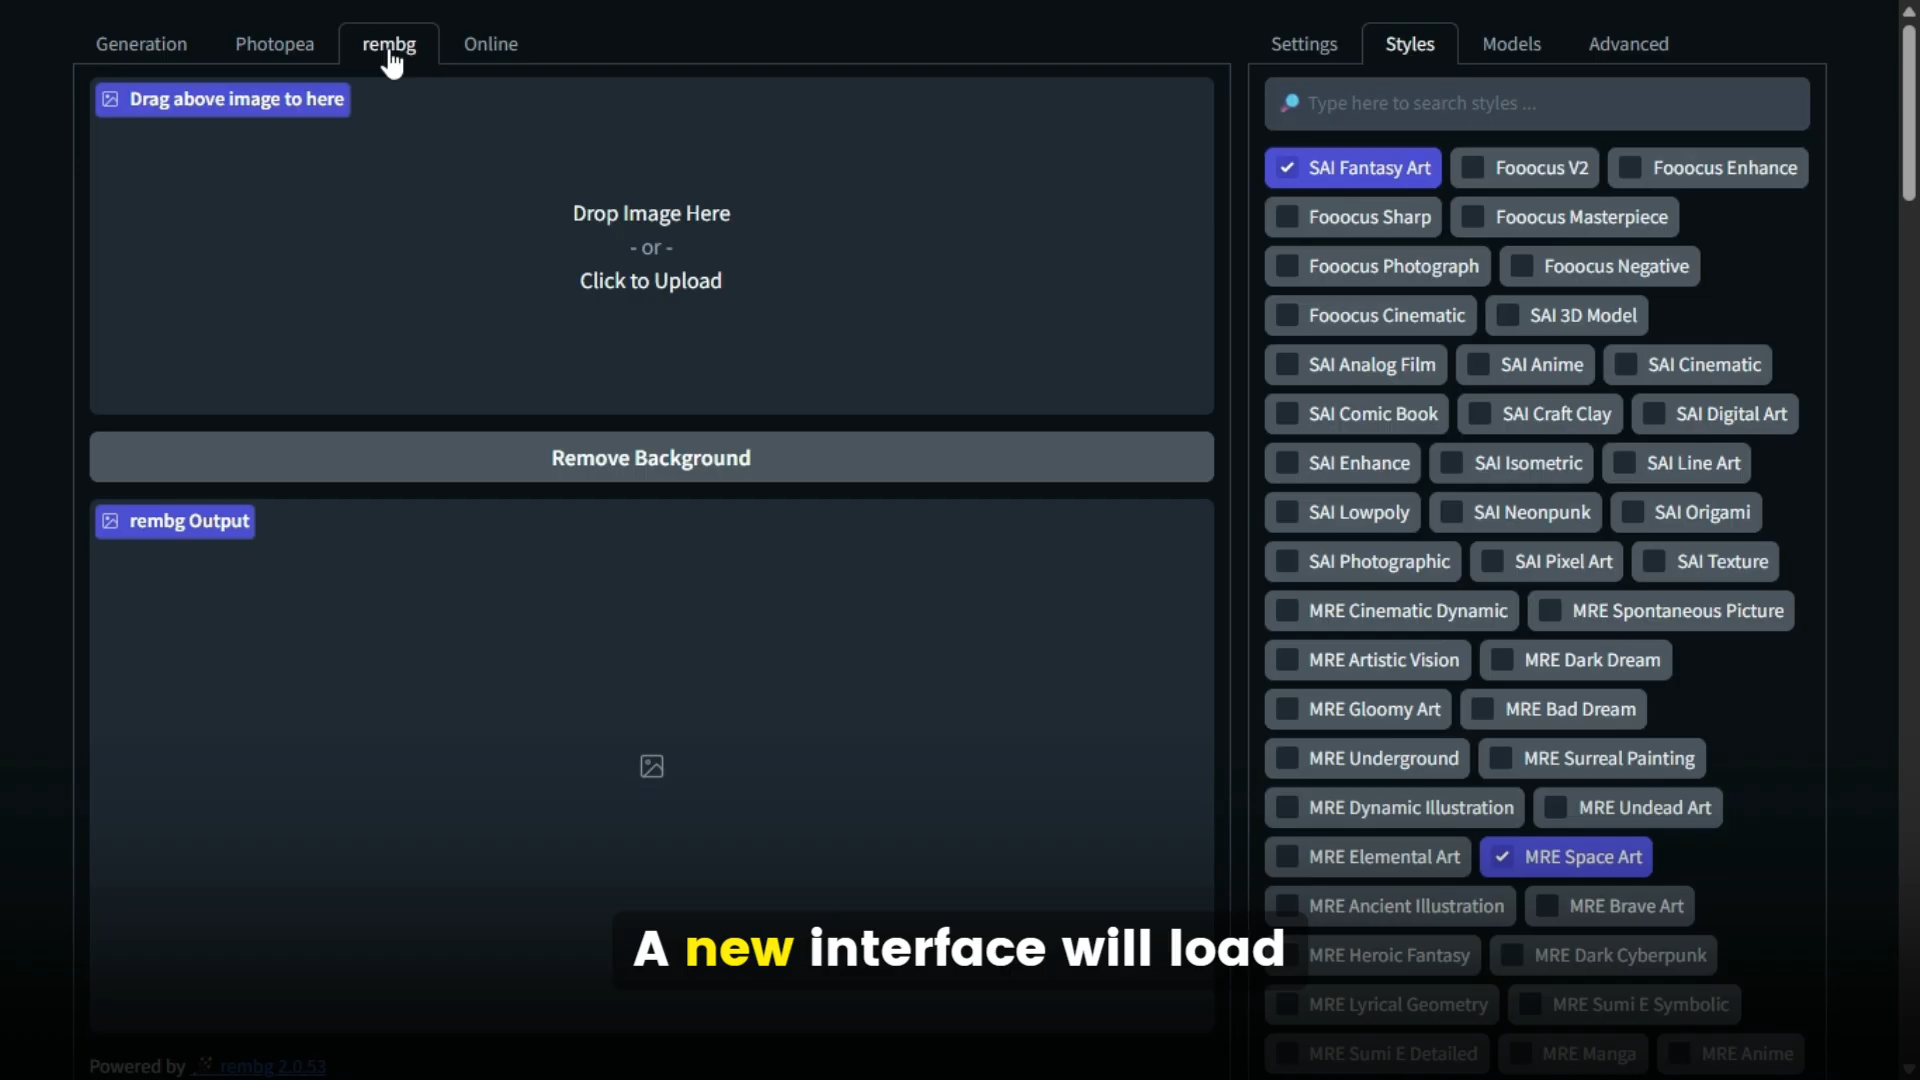 Generation Photopea rembg Online
Settings Styles Models Advanced
Drag above image to here
Drop Image Here
- or -
Click to Upload
Remove Background
rembg Output
Type here to search styles ...
SAI Fantasy Art Fooocus V2 Fooocus Enhance
Fooocus Sharp Fooocus Masterpiece
Fooocus Photograph Fooocus Negative
Fooocus Cinematic SAI 3D Model
SAI Analog Film SAI Anime SAI Cinematic
SAI Comic Book SAI Craft Clay SAI Digital Art
SAI Enhance SAI Isometric SAI Line Art
SAI Lowpoly SAI Neonpunk SAI Origami
SAI Photographic SAI Pixel Art SAI Texture
MRE Cinematic Dynamic MRE Spontaneous Picture
MRE Artistic Vision MRE Dark Dream
MRE Gloomy Art MRE Bad Dream
MRE Underground MRE Surreal Painting
MRE Dynamic Illustration MRE Undead Art
MRE Elemental Art MRE Space Art
MRE Ancient Illustration MRE Brave Art
MRE Heroic Fantasy MRE Dark Cyberpunk
MRE Lyrical Geometry MRE Sumi E Symbolic
MRE Sumi E Detailed MRE Manga MRE Anime
A new interface will load
Powered by rembg 2.0.53